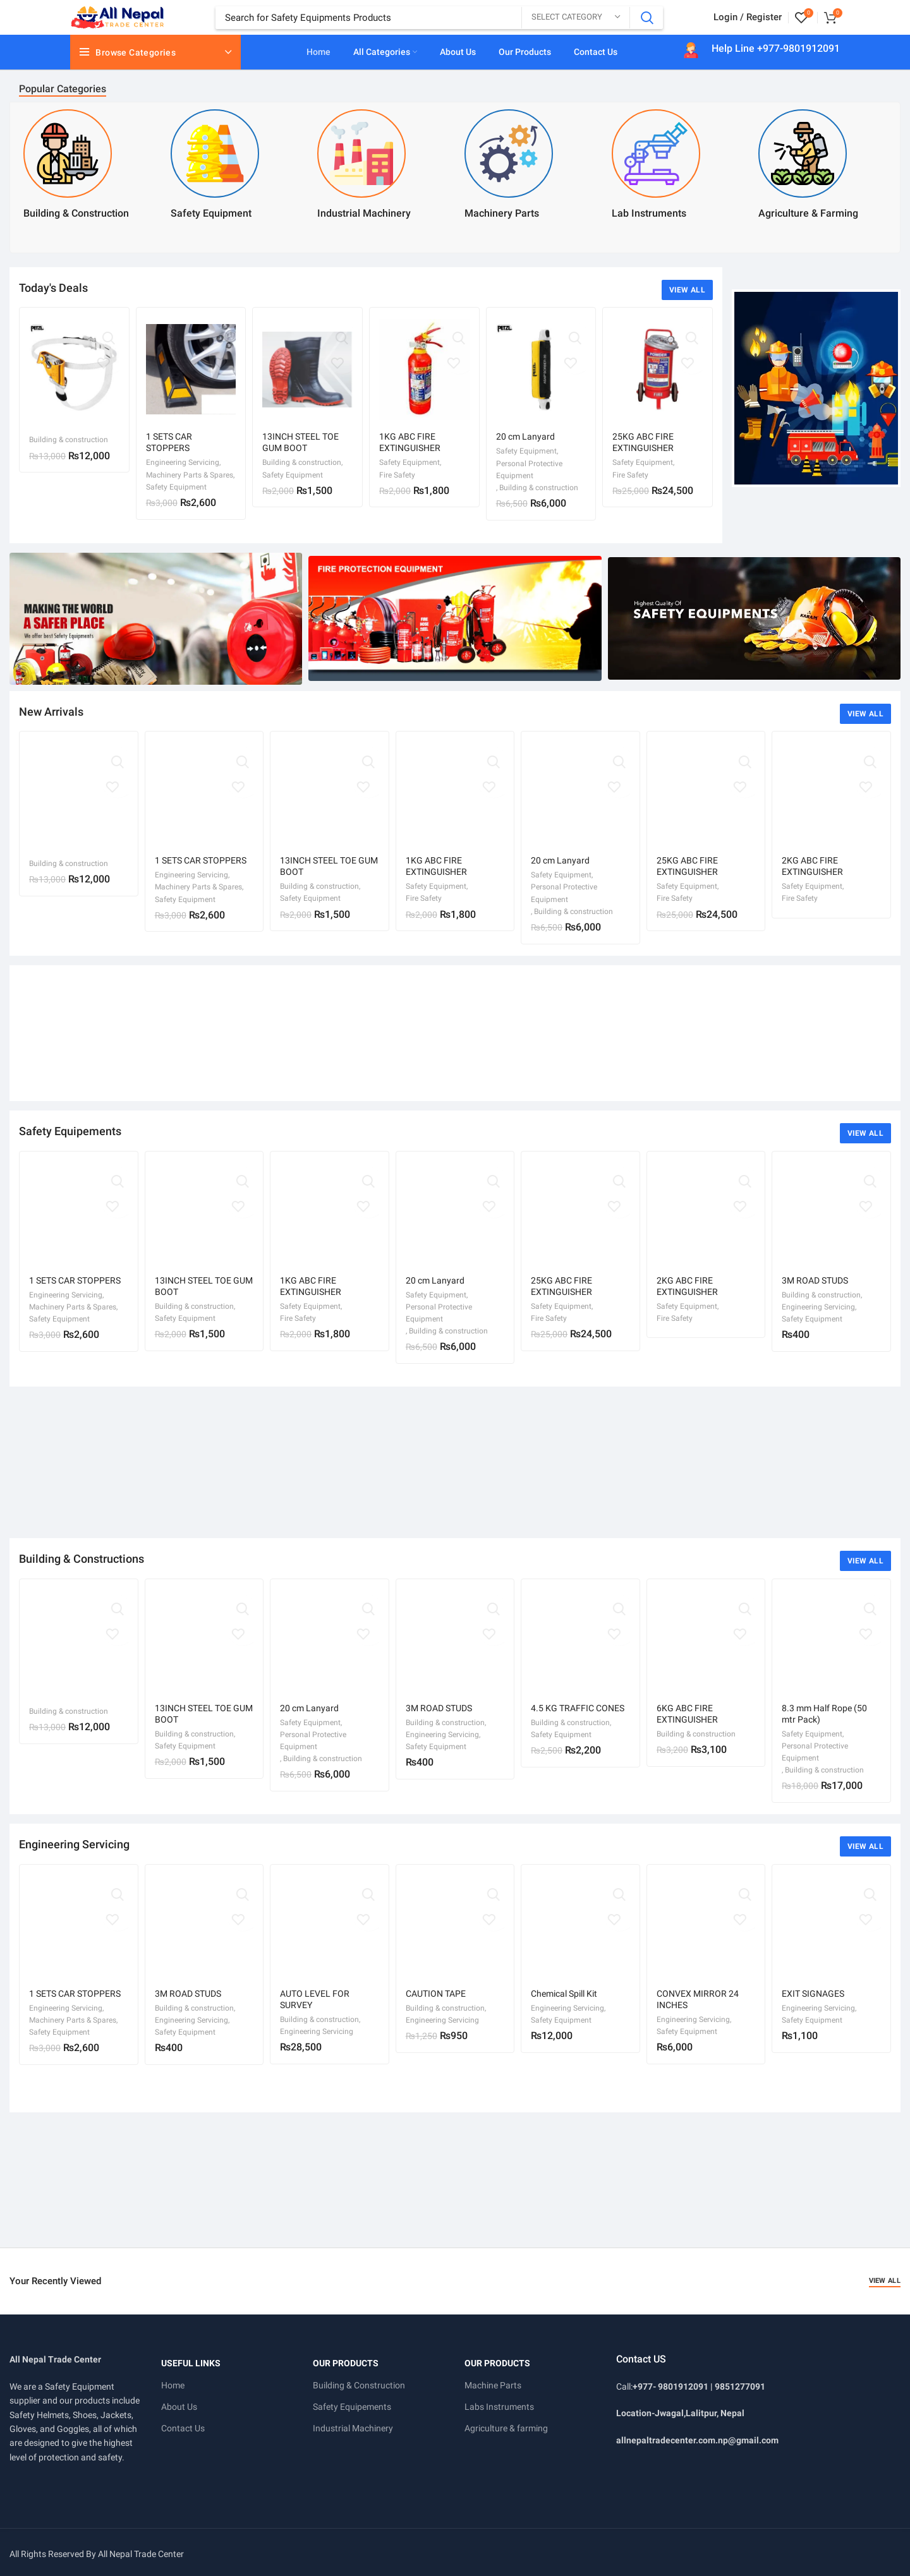 All Nepal
TRADE CENTER
Search for Safety Equipments Products
SELECT CATEGORY
Login / Register
0
0
Browse Categories
Home
All Categories
About Us
Our Products
Contact Us
Help Line +977-9801912091
Popular Categories
Building & Construction
Safety Equipment
Industrial Machinery
Machinery Parts
Lab Instruments
Agriculture & Farming
Today's Deals
VIEW ALL
PETZL
Building & construction
₨13,000 ₨12,000
1 SETS CAR
STOPPERS
Engineering Servicing,
Machinery Parts & Spares,
Safety Equipment
₨3,000 ₨2,600
13INCH STEEL TOE
GUM BOOT
Building & construction,
Safety Equipment
₨2,000 ₨1,500
1KG ABC FIRE
EXTINGUISHER
Safety Equipment,
Fire Safety
₨2,000 ₨1,800
PETZL
20 cm Lanyard
Safety Equipment,
Personal Protective
Equipment
, Building & construction
₨6,500 ₨6,000
25KG ABC FIRE
EXTINGUISHER
Safety Equipment,
Fire Safety
₨25,000 ₨24,500
MAKING THE WORLD
A SAFER PLACE
We offer best Safety Equipments
FIRE PROTECTION EQUIPMENT
Highest Quality Of
SAFETY EQUIPMENTS
KARAM
New Arrivals
VIEW ALL
Building & construction
₨13,000 ₨12,000
1 SETS CAR STOPPERS
Engineering Servicing,
Machinery Parts & Spares,
Safety Equipment
₨3,000 ₨2,600
13INCH STEEL TOE GUM
BOOT
Building & construction,
Safety Equipment
₨2,000 ₨1,500
1KG ABC FIRE
EXTINGUISHER
Safety Equipment,
Fire Safety
₨2,000 ₨1,800
20 cm Lanyard
Safety Equipment,
Personal Protective
Equipment
, Building & construction
₨6,500 ₨6,000
25KG ABC FIRE
EXTINGUISHER
Safety Equipment,
Fire Safety
₨25,000 ₨24,500
2KG ABC FIRE
EXTINGUISHER
Safety Equipment,
Fire Safety
Safety Equipements
VIEW ALL
1 SETS CAR STOPPERS
Engineering Servicing,
Machinery Parts & Spares,
Safety Equipment
₨3,000 ₨2,600
13INCH STEEL TOE GUM
BOOT
Building & construction,
Safety Equipment
₨2,000 ₨1,500
1KG ABC FIRE
EXTINGUISHER
Safety Equipment,
Fire Safety
₨2,000 ₨1,800
20 cm Lanyard
Safety Equipment,
Personal Protective
Equipment
, Building & construction
₨6,500 ₨6,000
25KG ABC FIRE
EXTINGUISHER
Safety Equipment,
Fire Safety
₨25,000 ₨24,500
2KG ABC FIRE
EXTINGUISHER
Safety Equipment,
Fire Safety
3M ROAD STUDS
Building & construction,
Engineering Servicing,
Safety Equipment
₨400
Building & Constructions
VIEW ALL
Building & construction
₨13,000 ₨12,000
13INCH STEEL TOE GUM
BOOT
Building & construction,
Safety Equipment
₨2,000 ₨1,500
20 cm Lanyard
Safety Equipment,
Personal Protective
Equipment
, Building & construction
₨6,500 ₨6,000
3M ROAD STUDS
Building & construction,
Engineering Servicing,
Safety Equipment
₨400
4.5 KG TRAFFIC CONES
Building & construction,
Safety Equipment
₨2,500 ₨2,200
6KG ABC FIRE
EXTINGUISHER
Building & construction
₨3,200 ₨3,100
8.3 mm Half Rope (50
mtr Pack)
Safety Equipment,
Personal Protective
Equipment
, Building & construction
₨18,000 ₨17,000
Engineering Servicing
VIEW ALL
1 SETS CAR STOPPERS
Engineering Servicing,
Machinery Parts & Spares,
Safety Equipment
₨3,000 ₨2,600
3M ROAD STUDS
Building & construction,
Engineering Servicing,
Safety Equipment
₨400
AUTO LEVEL FOR
SURVEY
Building & construction,
Engineering Servicing
₨28,500
CAUTION TAPE
Building & construction,
Engineering Servicing
₨1,250 ₨950
Chemical Spill Kit
Engineering Servicing,
Safety Equipment
₨12,000
CONVEX MIRROR 24
INCHES
Engineering Servicing,
Safety Equipment
₨6,000
EXIT SIGNAGES
Engineering Servicing,
Safety Equipment
₨1,100
Your Recently Viewed
VIEW ALL
All Nepal Trade Center
We are a Safety Equipment
supplier and our products include
Safety Helmets, Shoes, Jackets,
Gloves, and Goggles, all of which
are designed to give the highest
level of protection and safety.
USEFUL LINKS
Home
About Us
Contact Us
OUR PRODUCTS
Building & Construction
Safety Equipements
Industrial Machinery
OUR PRODUCTS
Machine Parts
Labs Instruments
Agriculture & farming
Contact US
Call:+977- 9801912091 | 9851277091
Location-Jwagal,Lalitpur, Nepal
allnepaltradecenter.com.np@gmail.com
All Rights Reserved By All Nepal Trade Center